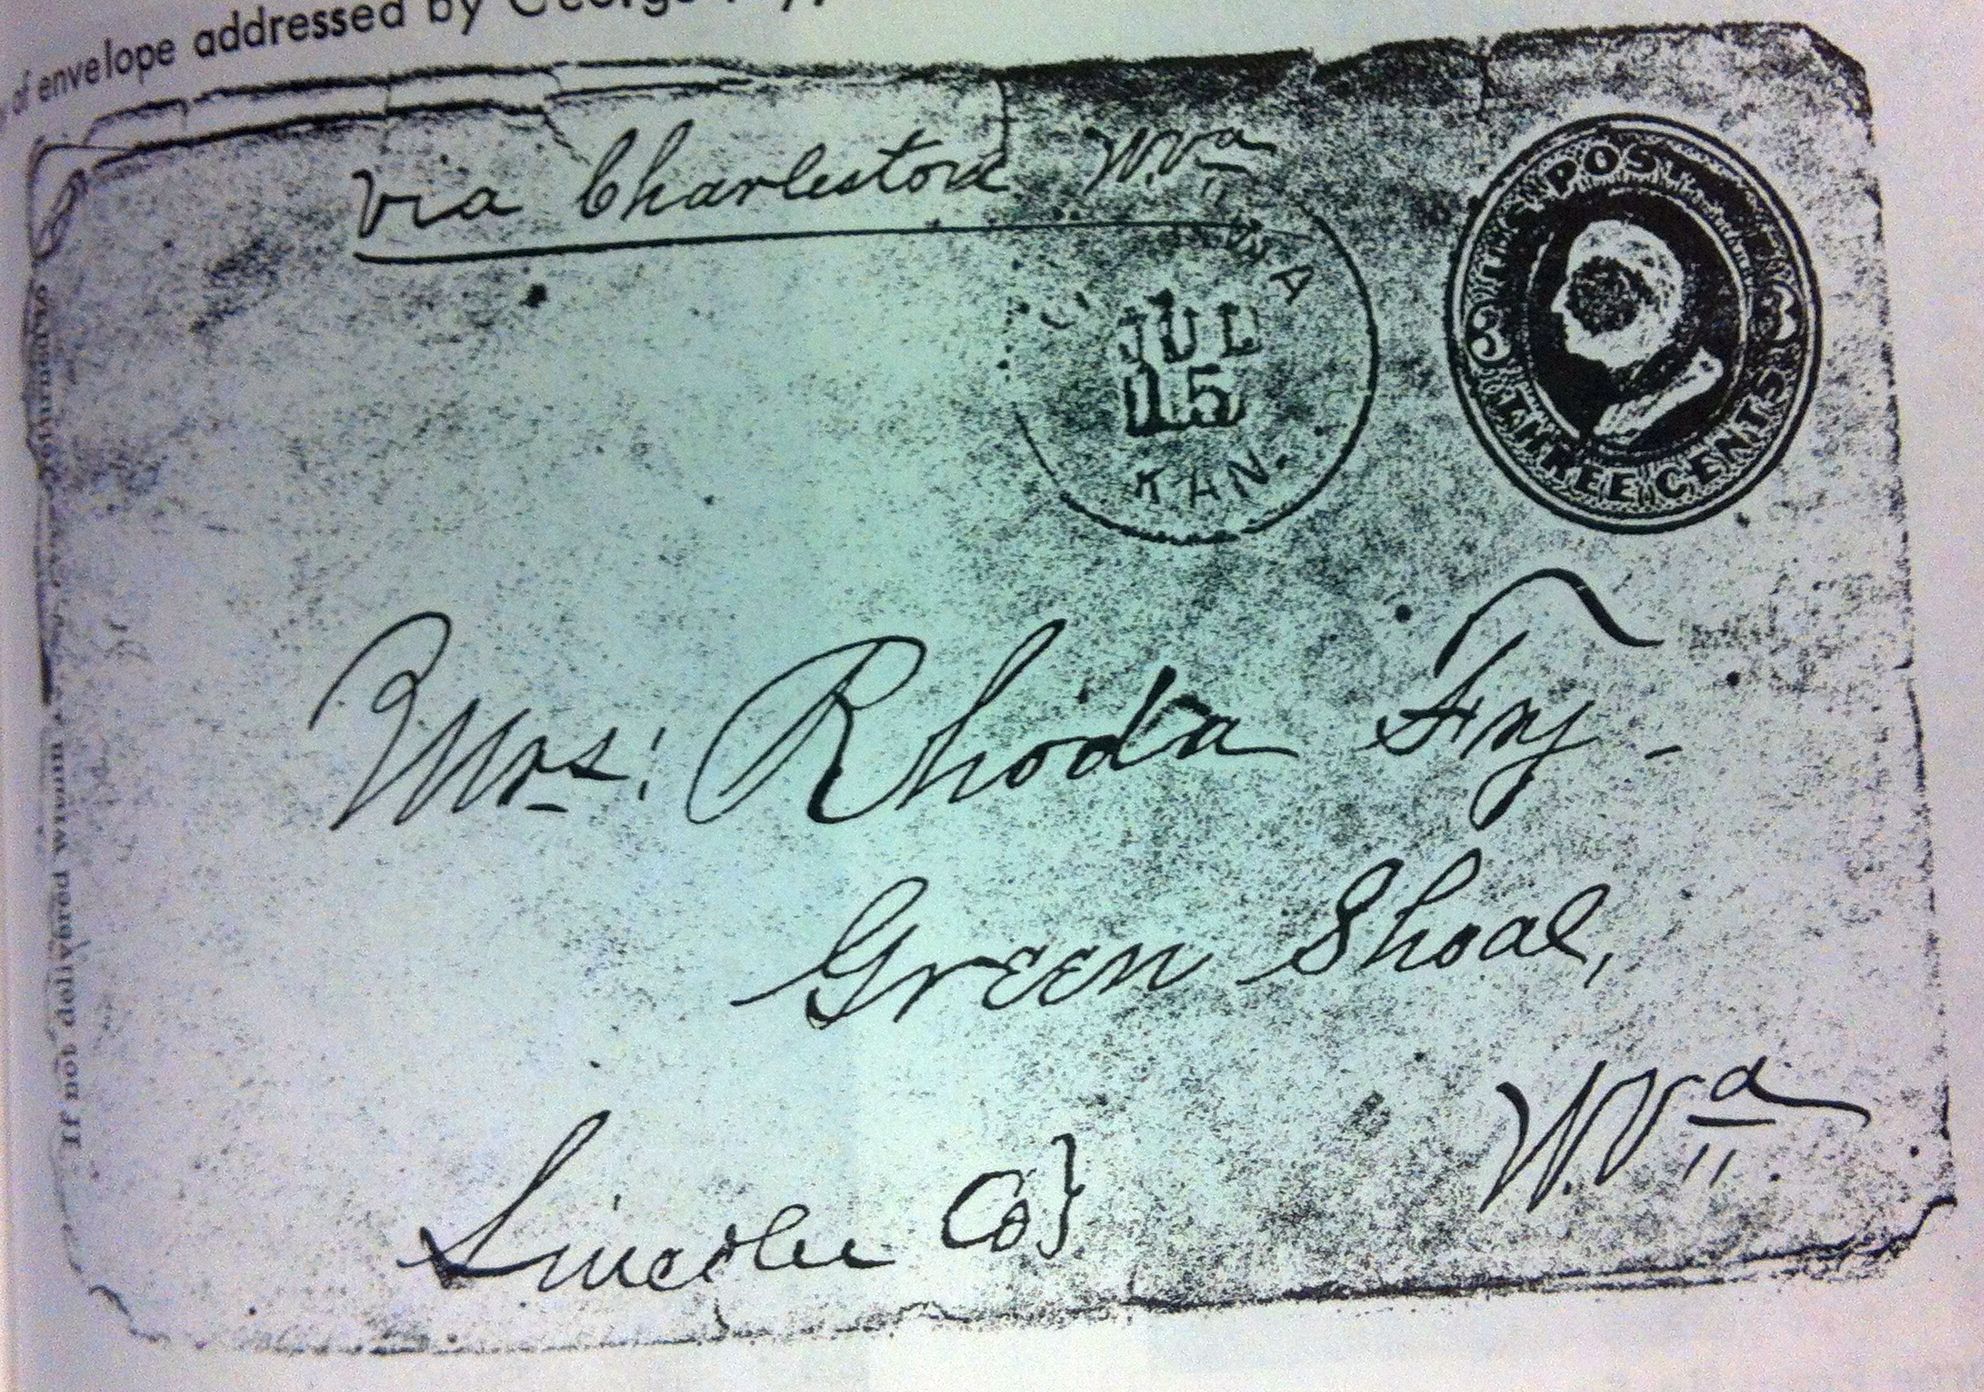 of envelope addressed by George
via Charleston W.Va
U.S. POST
3 3
THREE CENTS
JUL
15
KAN.
Mrs: Rhoda Fry -
Green Shoal,
W.Va.
Lincoln Co}
If not delivered within